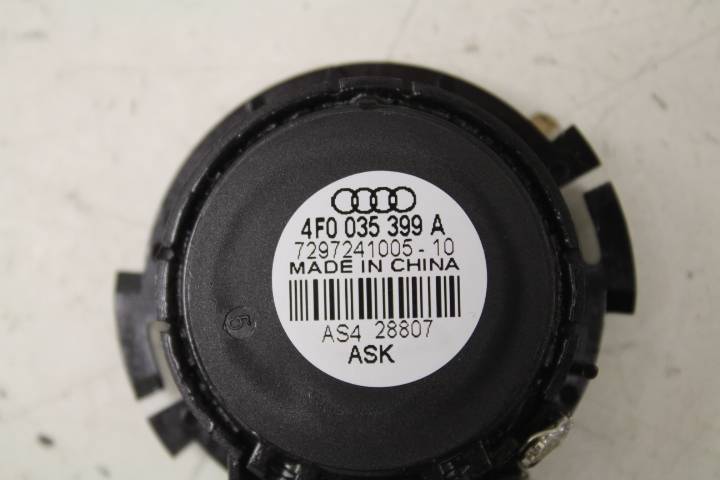 4F0 035 399 A
7297241005-10
MADE IN CHINA
AS4 28807
ASK